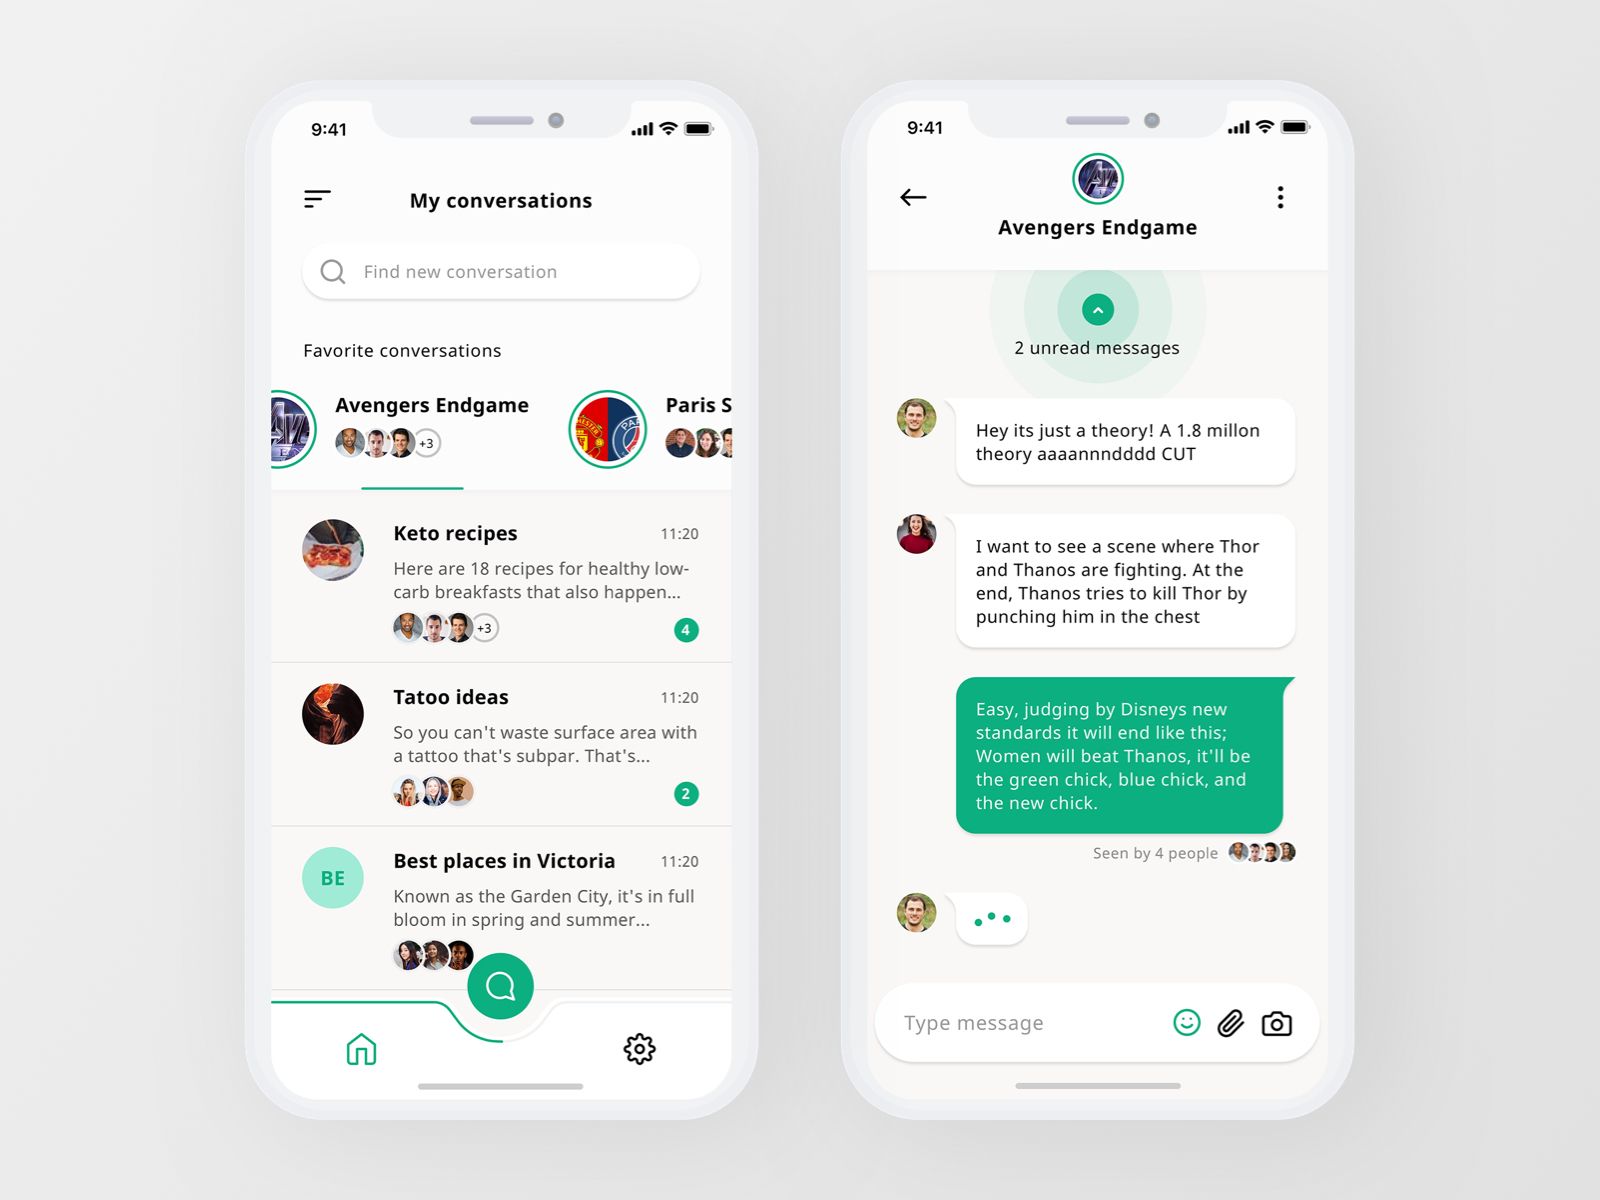 9:41
My conversations
Find new conversation
Favorite conversations
Avengers Endgame
+3
Paris S
Keto recipes
11:20
Here are 18 recipes for healthy low-
carb breakfasts that also happen...
+3
4
Tatoo ideas
11:20
So you can't waste surface area with
a tattoo that's subpar. That's...
2
BE
Best places in Victoria
11:20
Known as the Garden City, it's in full
bloom in spring and summer...
9:41
Avengers Endgame
2 unread messages
Hey its just a theory! A 1.8 millon
theory aaaannndddd CUT
I want to see a scene where Thor
and Thanos are fighting. At the
end, Thanos tries to kill Thor by
punching him in the chest
Easy, judging by Disneys new
standards it will end like this;
Women will beat Thanos, it'll be
the green chick, blue chick, and
the new chick.
Seen by 4 people
Type message